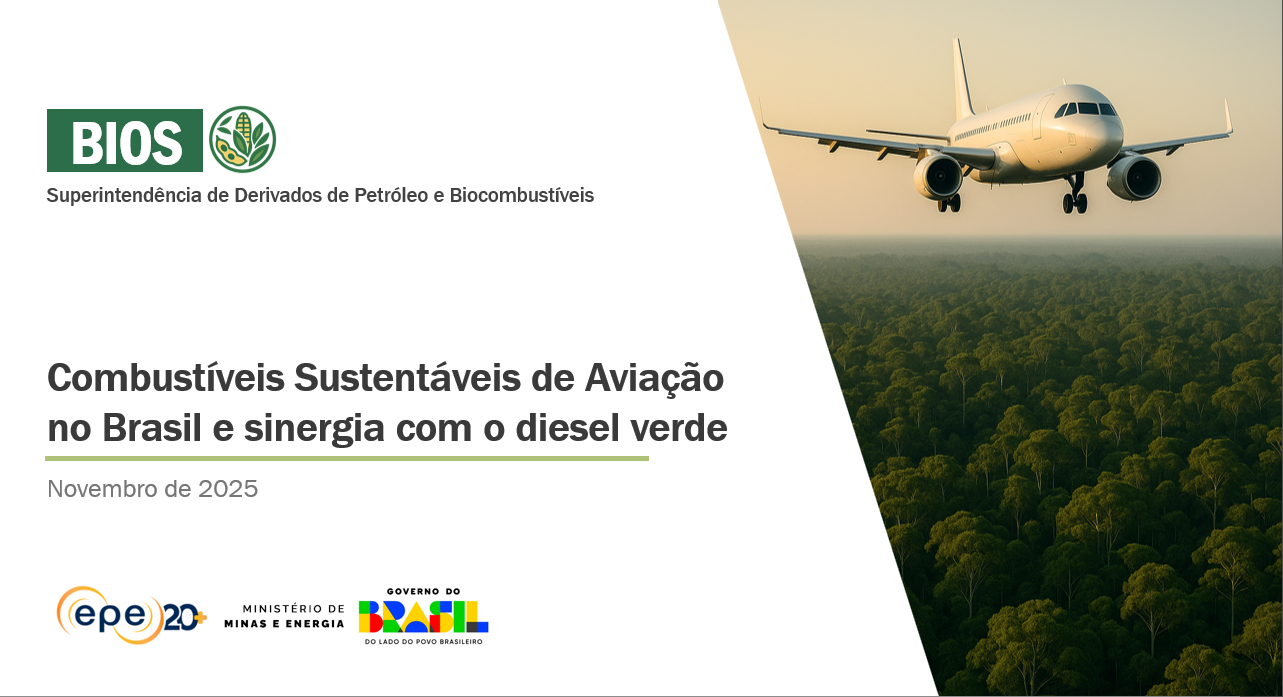 BIOS
Superintendência de Derivados de Petróleo e Biocombustíveis
Combustíveis Sustentáveis de Aviação
no Brasil e sinergia com o diesel verde
Novembro de 2025
epe 20+
MINISTÉRIO DE
MINAS E ENERGIA
GOVERNO DO
BRASIL
DO LADO DO POVO BRASILEIRO